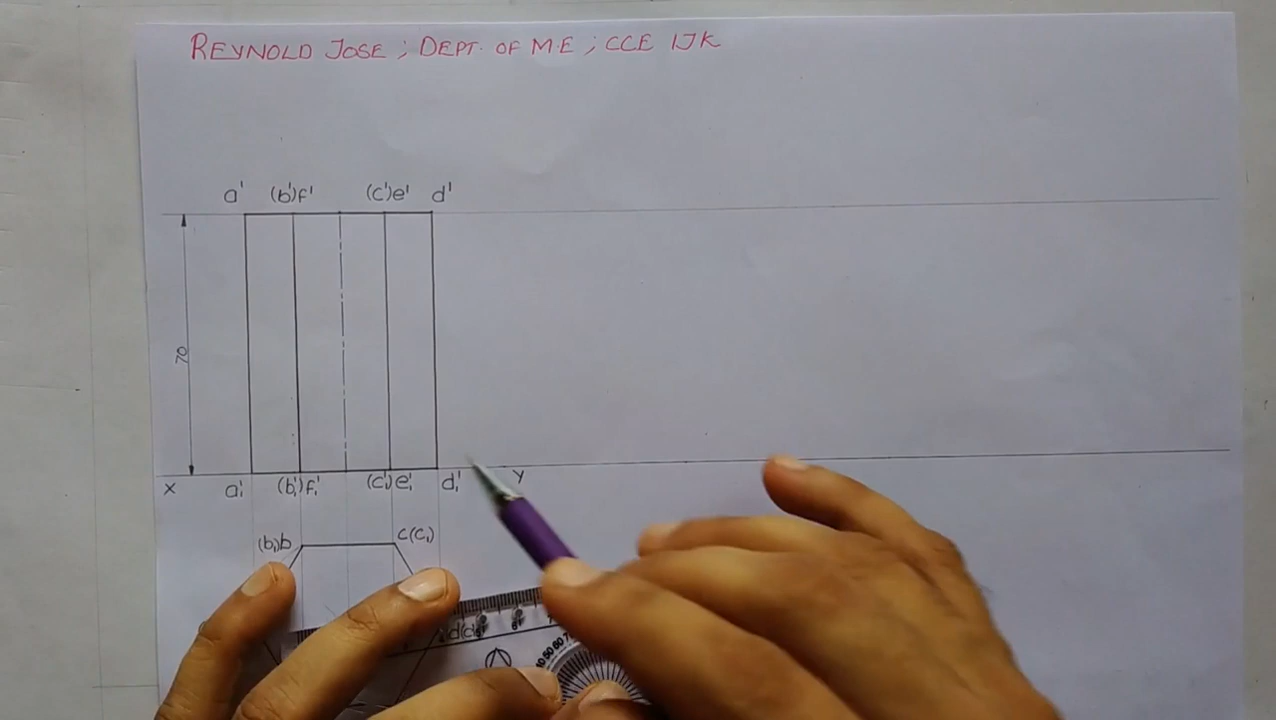 REYNOLD JOSE ; DEPT. OF M.E ; CCE IJK
a' (b')f' (c')e' d'
70
X a₁' (b₁')f₁' (c₁')e₁' d₁' Y
(b₁)b c(c₁)